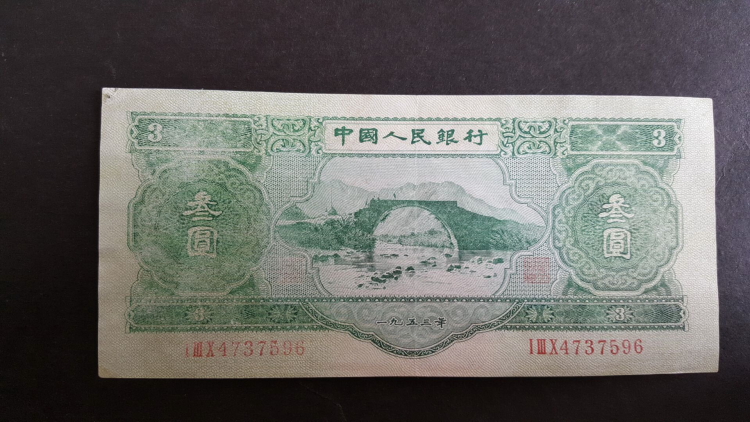 3 中國人民銀行 3
叁圓 叁圓
一九五三年
3 3
I III X 4737596 I III X 4737596